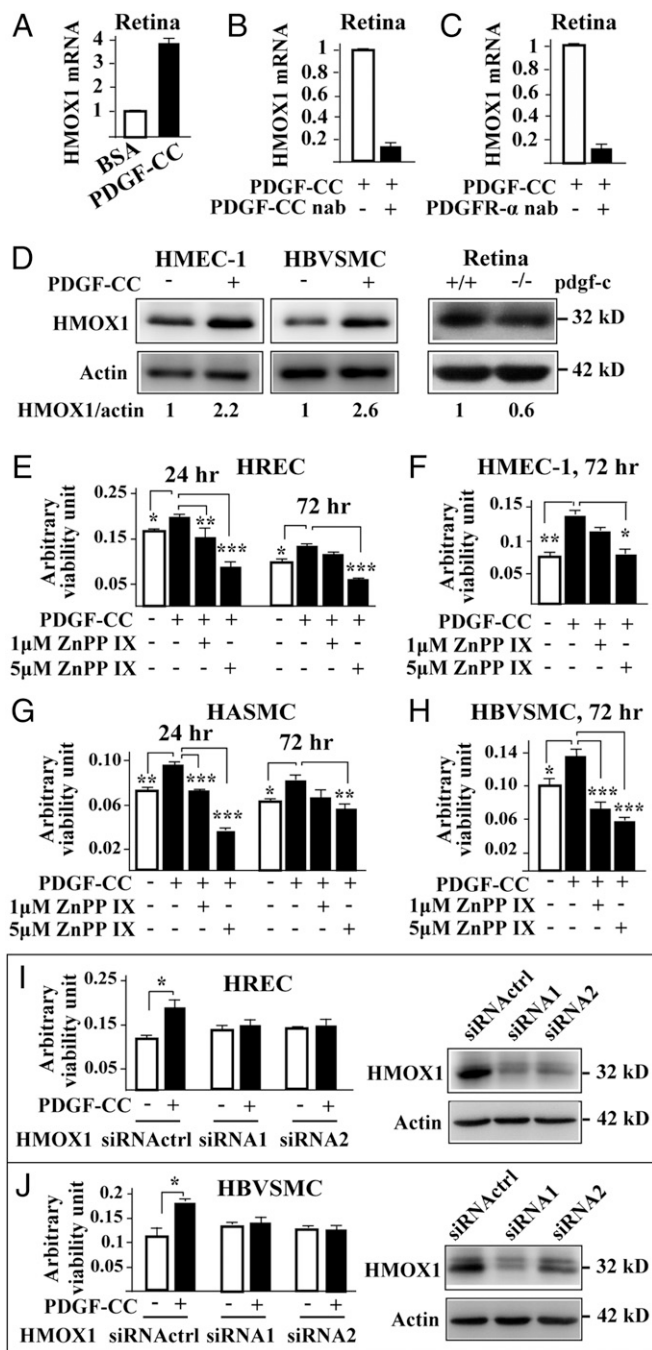 A Retina
HMOX1 mRNA
4
3
2
1
BSA
PDGF-CC
B Retina
HMOX1 mRNA
1
0.8
0.6
0.4
0.2
PDGF-CC + +
PDGF-CC nab - +
C Retina
HMOX1 mRNA
1
0.8
0.6
0.4
0.2
PDGF-CC + +
PDGFR-α nab - +
D HMEC-1 HBVSMC Retina
PDGF-CC - + - + +/+ -/- pdgf-c
HMOX1 32 kD
Actin 42 kD
HMOX1/actin 1 2.2 1 2.6 1 0.6
E HREC
24 hr 72 hr
Arbitrary
viability unit
0.25
0.15
0.05
* ** *** * ***
PDGF-CC - + + + - + + +
1μM ZnPP IX - - + - - - + -
5μM ZnPP IX - - - + - - - +
F HMEC-1, 72 hr
Arbitrary
viability unit
0.15
0.1
0.05
** *
PDGF-CC - + + +
1μM ZnPP IX - - + -
5μM ZnPP IX - - - +
G HASMC
24 hr 72 hr
Arbitrary
viability unit
0.10
0.06
0.02
** *** *** * **
PDGF-CC - + + + - + + +
1μM ZnPP IX - - + - - - + -
5μM ZnPP IX - - - + - - - +
H HBVSMC, 72 hr
Arbitrary
viability unit
0.15
0.10
0.05
* *** ***
PDGF-CC - + + +
1μM ZnPP IX - - + -
5μM ZnPP IX - - - +
I HREC
Arbitrary
viability unit
0.25
0.15
0.05
*
PDGF-CC - + - + - +
HMOX1 siRNActrl siRNA1 siRNA2
siRNActrl
siRNA1
siRNA2
HMOX1 32 kD
Actin 42 kD
J HBVSMC
Arbitrary
viability unit
0.2
0.15
0.1
0.05
*
PDGF-CC - + - + - +
HMOX1 siRNActrl siRNA1 siRNA2
siRNActrl
siRNA1
siRNA2
HMOX1 32 kD
Actin 42 kD